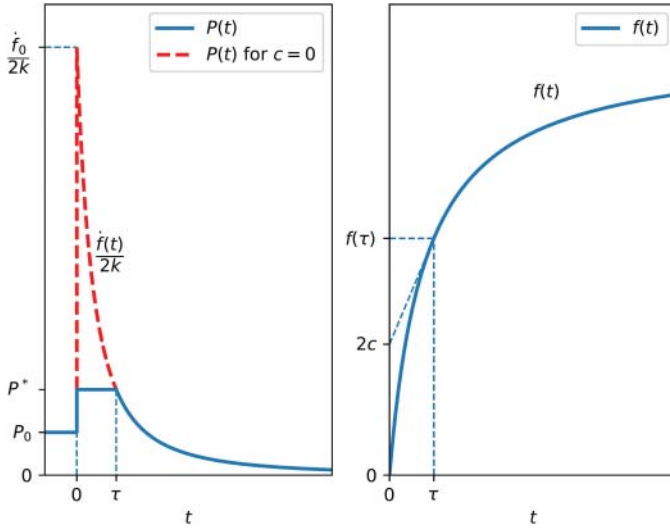 ḟ₀
2k
P(t)
P(t) for c = 0
ḟ(t)
2k
P*
P₀
0
0
τ
t
f(t)
f(t)
f(τ)
2c
0
0
τ
t